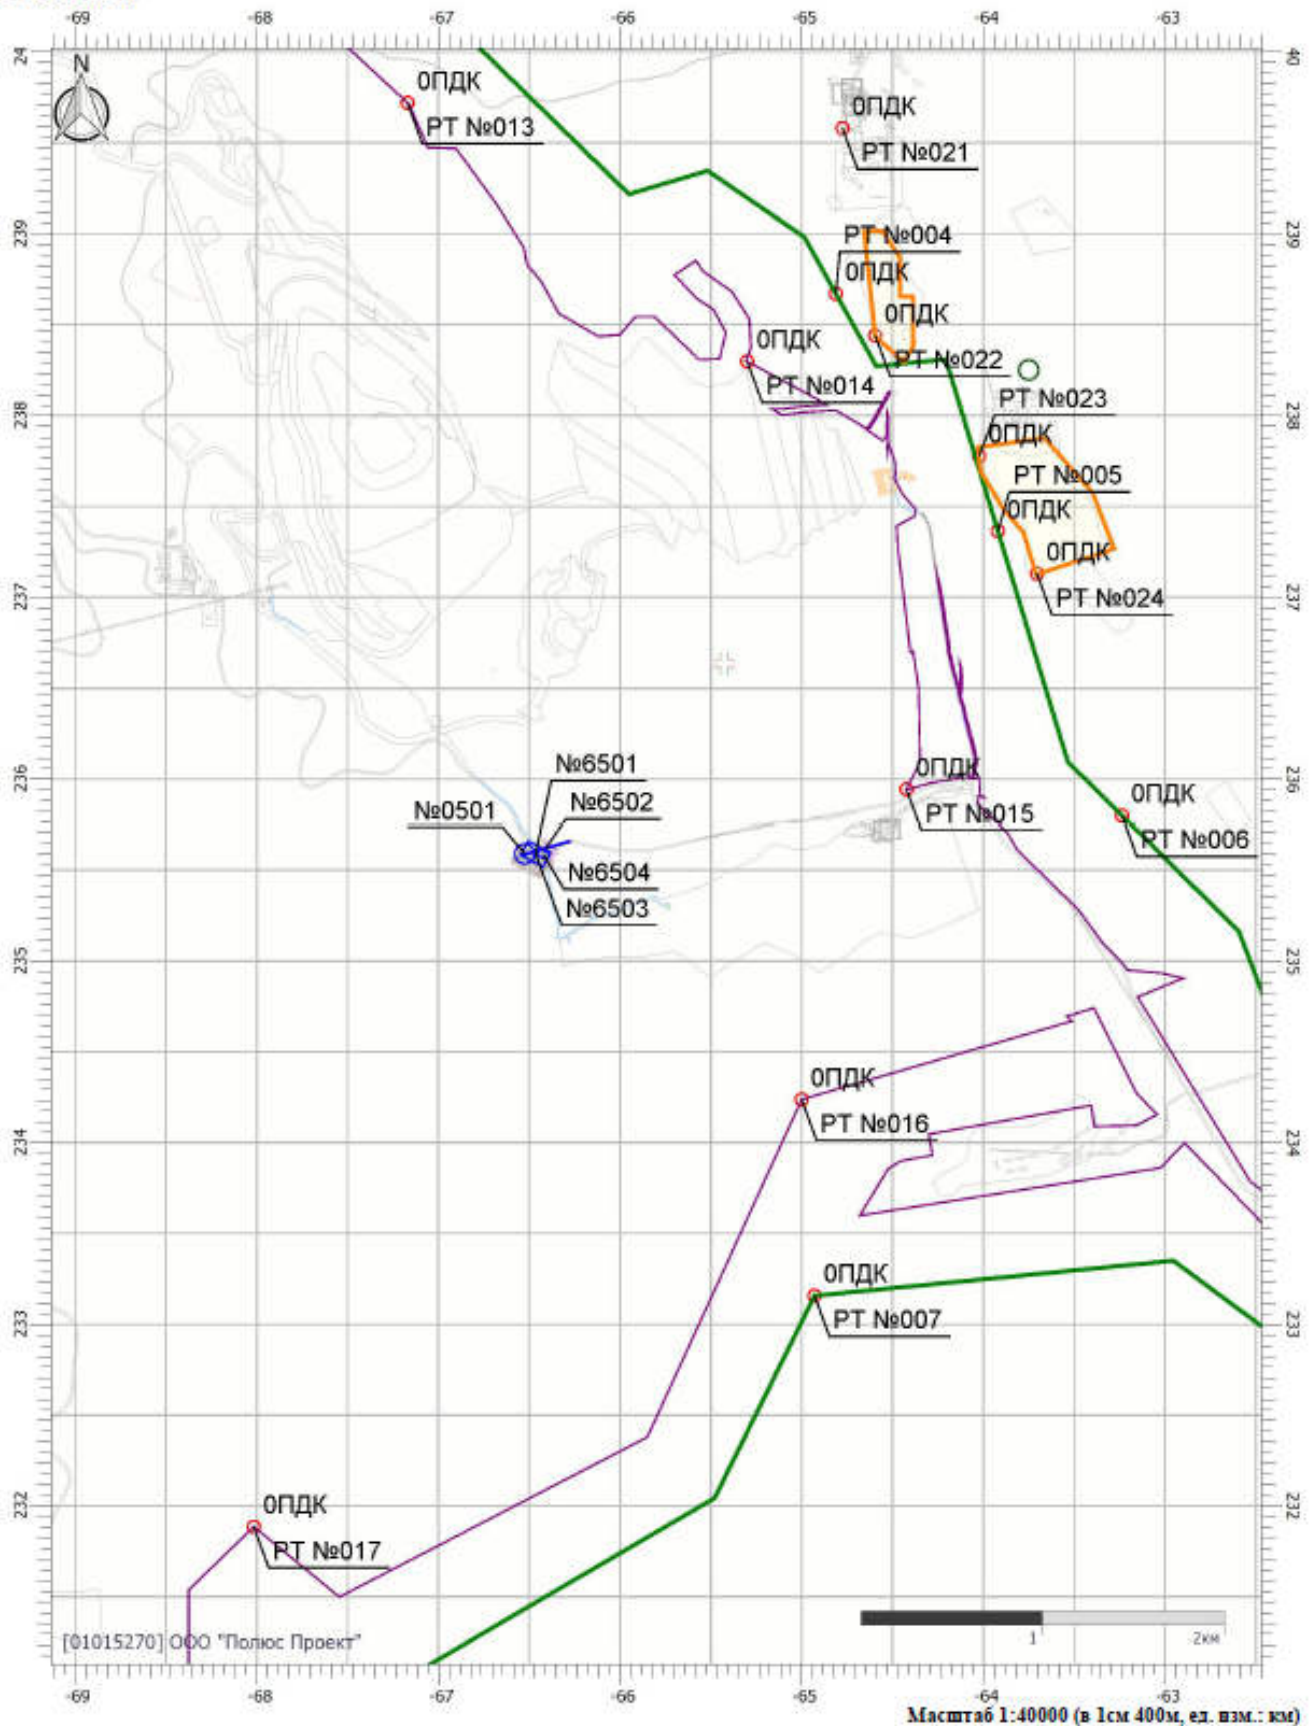 -69 -68 -67 -66 -65 -64 -63
24 40
N
0ПДК
РТ №013
0ПДК
РТ №021
239 239
РТ №004
0ПДК
0ПДК
РТ №022
0ПДК
РТ №014
238 238
РТ №023
0ПДК
РТ №005
0ПДК
0ПДК
РТ №024
237 237
236 236
№6501
№6502
№0501
№6504
№6503
0ПДК
РТ №015
0ПДК
РТ №006
235 235
0ПДК
РТ №016
234 234
0ПДК
РТ №007
233 233
232 232
0ПДК
РТ №017
[01015270] ООО "Полюс Проект"
1 2км
-69 -68 -67 -66 -65 -64 -63
Масштаб 1:40000 (в 1см 400м, ед. изм.: км)